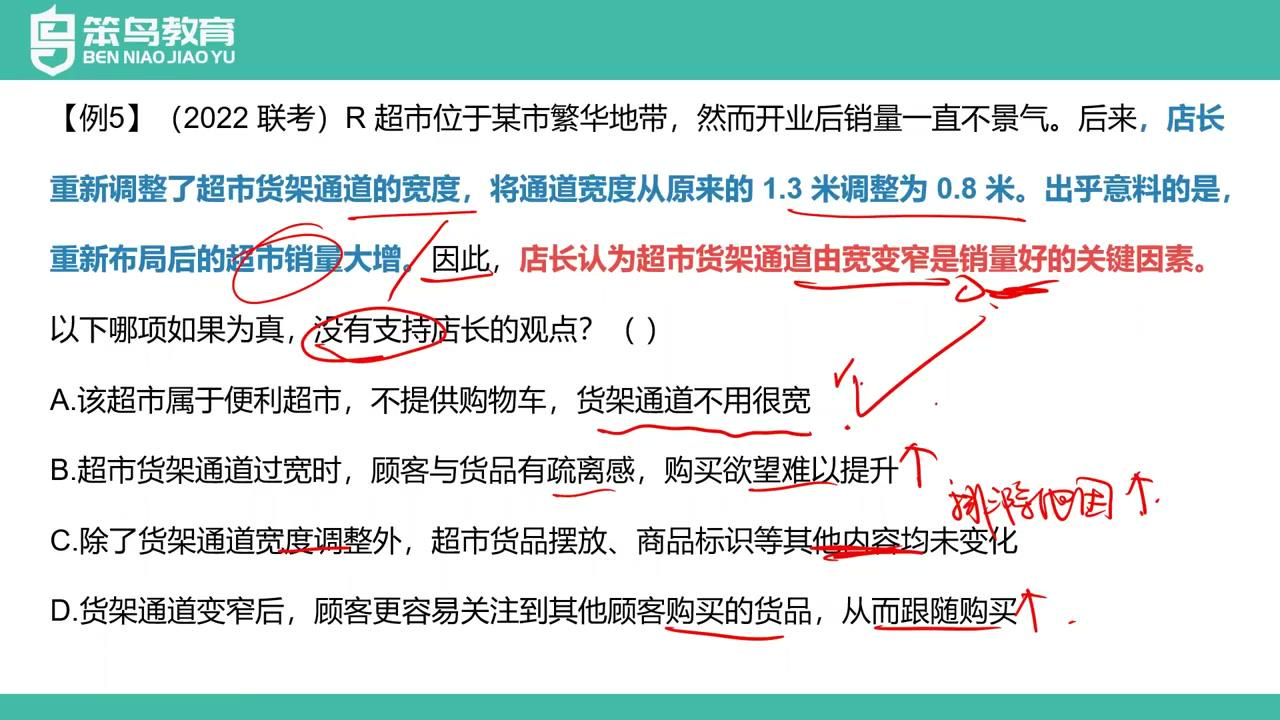 笨鸟教育
BEN NIAO JIAO YU
【例5】（2022 联考）R 超市位于某市繁华地带，然而开业后销量一直不景气。后来，店长
重新调整了超市货架通道的宽度，将通道宽度从原来的 1.3 米调整为 0.8 米。出乎意料的是，
重新布局后的超市销量大增。因此，店长认为超市货架通道由宽变窄是销量好的关键因素。
以下哪项如果为真，没有支持店长的观点？（ ）
A.该超市属于便利超市，不提供购物车，货架通道不用很宽
B.超市货架通道过宽时，顾客与货品有疏离感，购买欲望难以提升
排除他因
C.除了货架通道宽度调整外，超市货品摆放、商品标识等其他内容均未变化
D.货架通道变窄后，顾客更容易关注到其他顾客购买的货品，从而跟随购买